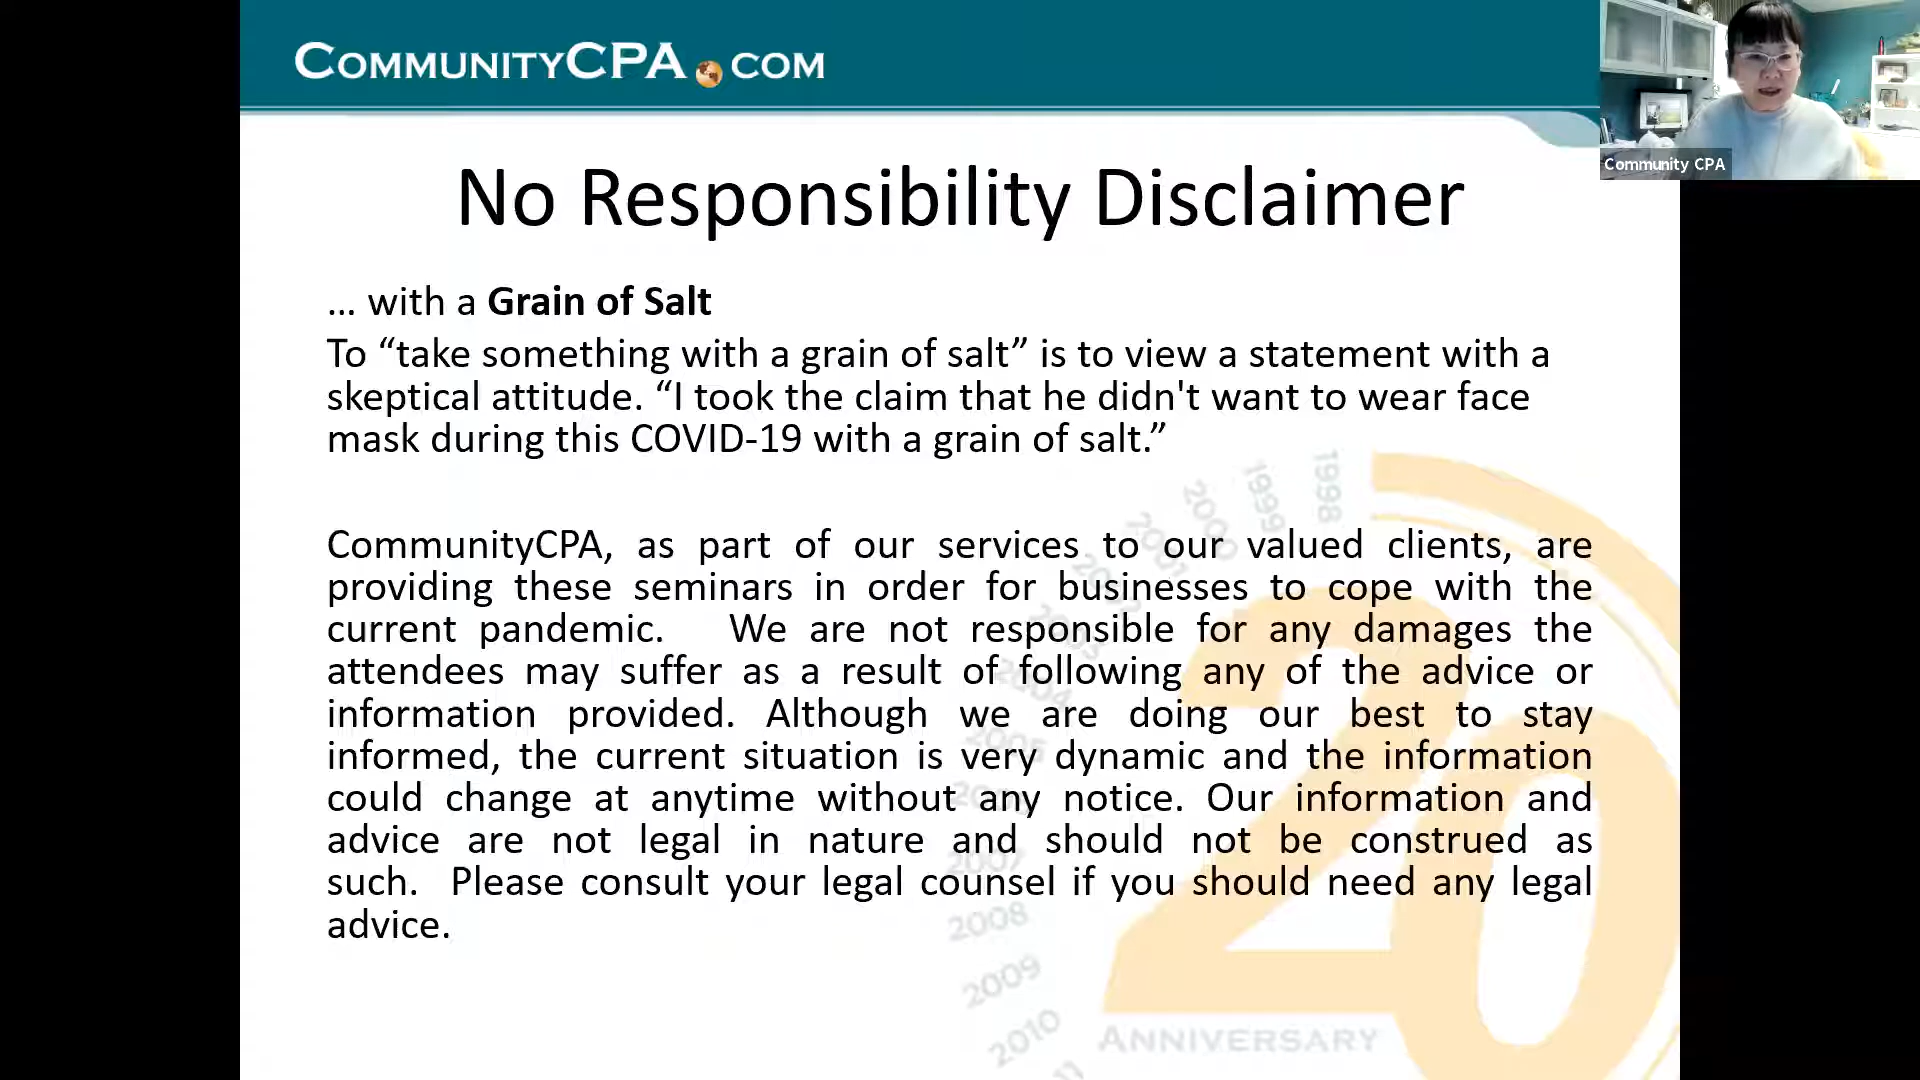 COMMUNITYCPA.COM
Community CPA
No Responsibility Disclaimer
... with a Grain of Salt
To “take something with a grain of salt” is to view a statement with a
skeptical attitude. “I took the claim that he didn't want to wear face
mask during this COVID-19 with a grain of salt.”
CommunityCPA, as part of our services to our valued clients, are
providing these seminars in order for businesses to cope with the
current pandemic. We are not responsible for any damages the
attendees may suffer as a result of following any of the advice or
information provided. Although we are doing our best to stay
informed, the current situation is very dynamic and the information
could change at anytime without any notice. Our information and
advice are not legal in nature and should not be construed as
such. Please consult your legal counsel if you should need any legal
advice.
1998
1999
2000
2001
2003
2004
2005
2007
2008
2009
2010
20
ANNIVERSARY